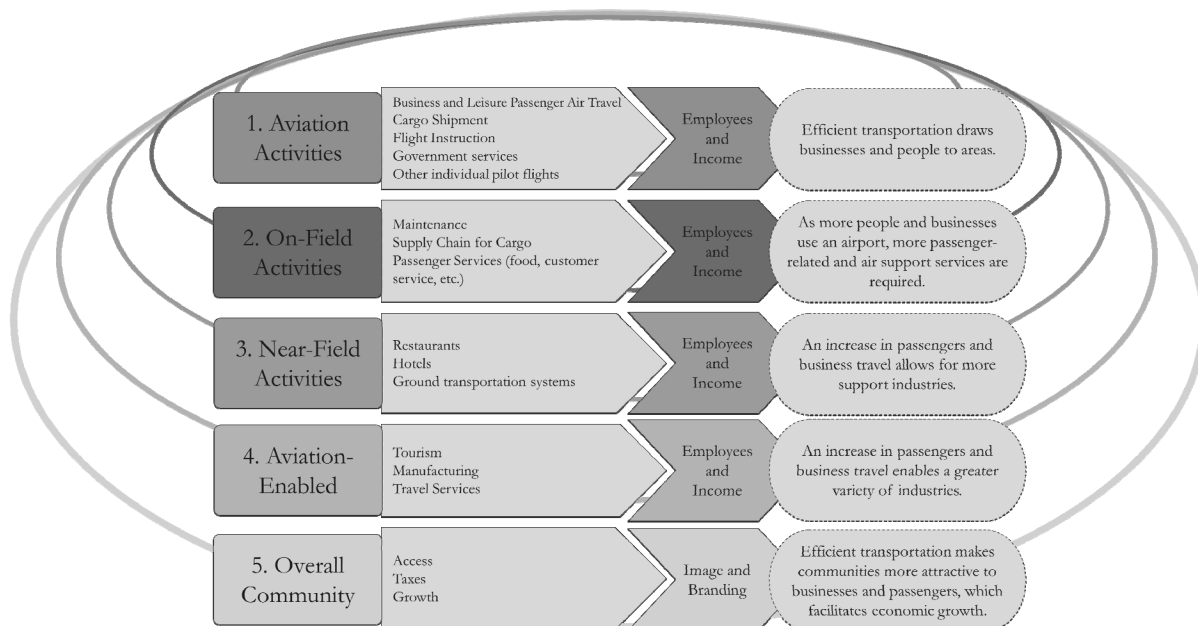 1. Aviation
Activities
Business and Leisure Passenger Air Travel
Cargo Shipment
Flight Instruction
Government services
Other individual pilot flights
Employees
and
Income
Efficient transportation draws
businesses and people to areas.
2. On-Field
Activities
Maintenance
Supply Chain for Cargo
Passenger Services (food, customer
service, etc.)
Employees
and
Income
As more people and businesses
use an airport, more passenger-
related and air support services are
required.
3. Near-Field
Activities
Restaurants
Hotels
Ground transportation systems
Employees
and
Income
An increase in passengers and
business travel allows for more
support industries.
4. Aviation-
Enabled
Tourism
Manufacturing
Travel Services
Employees
and
Income
An increase in passengers and
business travel enables a greater
variety of industries.
5. Overall
Community
Access
Taxes
Growth
Image and
Branding
Efficient transportation makes
communities more attractive to
businesses and passengers, which
facilitates economic growth.